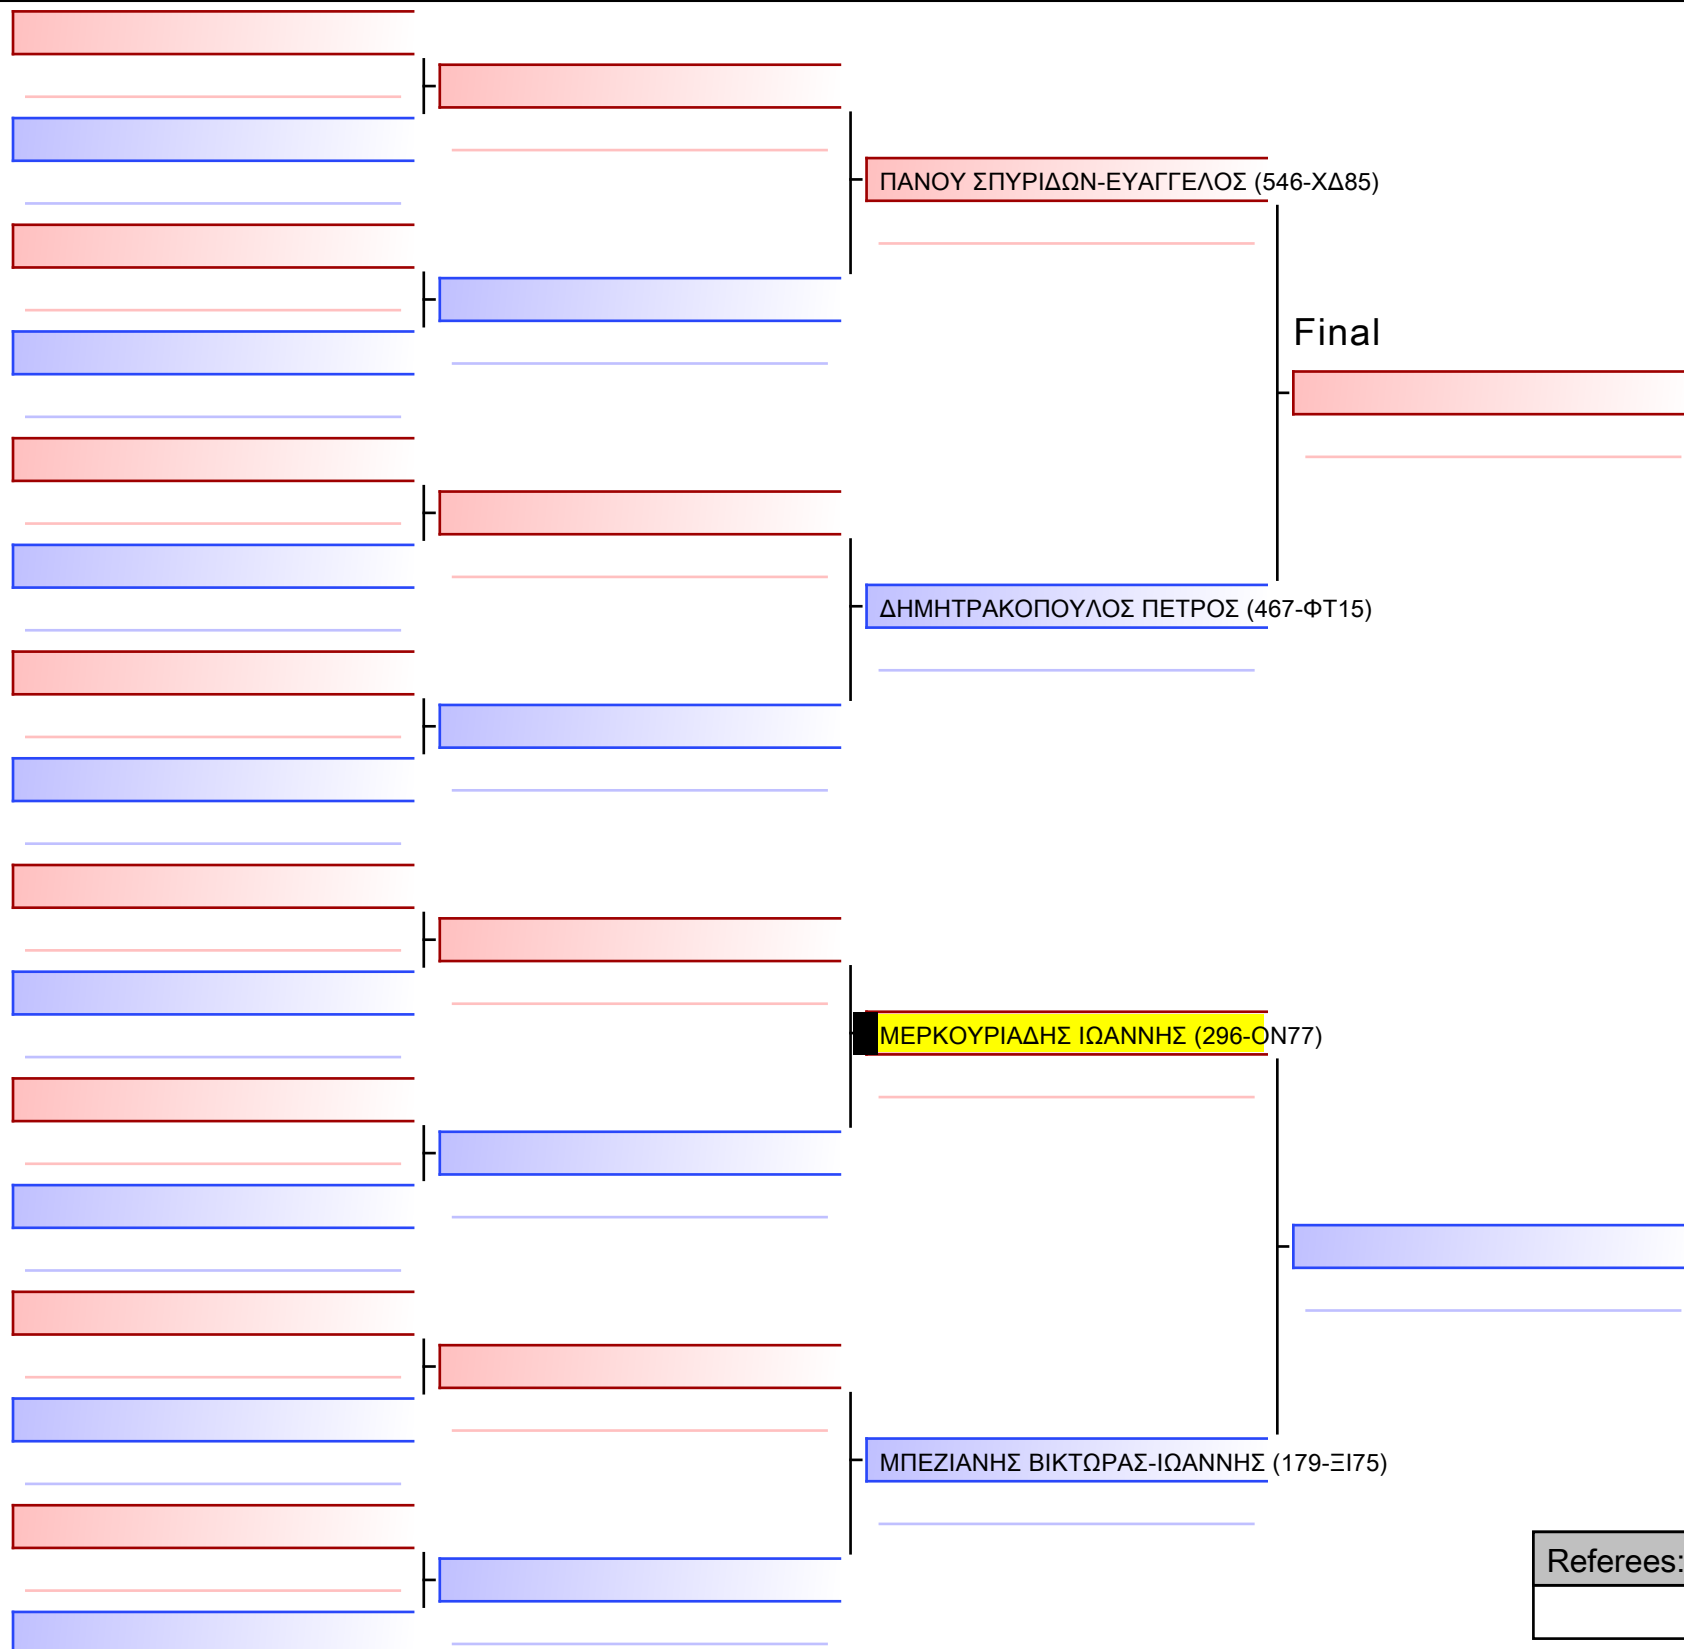 ΠΑΝΟΥ ΣΠΥΡΙΔΩΝ-ΕΥΑΓΓΕΛΟΣ (546-ΧΔ85)
Final
ΔΗΜΗΤΡΑΚΟΠΟΥΛΟΣ ΠΕΤΡΟΣ (467-ΦΤ15)
ΜΕΡΚΟΥΡΙΑΔΗΣ ΙΩΑΝΝΗΣ (296-ΟΝ77)
ΜΠΕΖΙΑΝΗΣ ΒΙΚΤΩΡΑΣ-ΙΩΑΝΝΗΣ (179-ΞΙ75)
Referees: